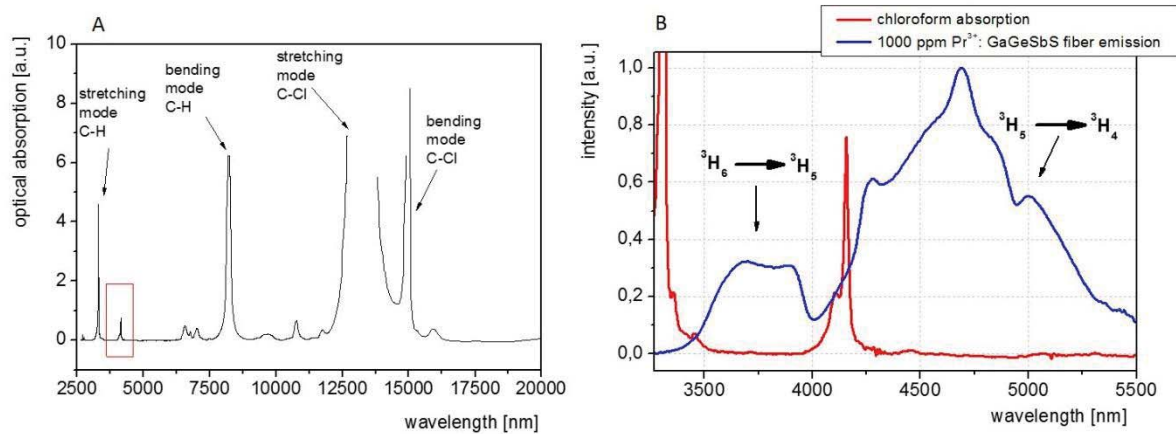 A
optical absorption [a.u.]
10
8
6
4
2
0
stretching
mode
C-H
bending
mode
C-H
stretching
mode
C-Cl
bending
mode
C-Cl
2500 5000 7500 10000 12500 15000 17500 20000
wavelength [nm]
B
chloroform absorption
1000 ppm Pr³⁺: GaGeSbS fiber emission
intensity [a.u.]
1,0
0,8
0,6
0,4
0,2
0,0
³H₆ ³H₅
³H₅ ³H₄
3500 4000 4500 5000 5500
wavelength [nm]